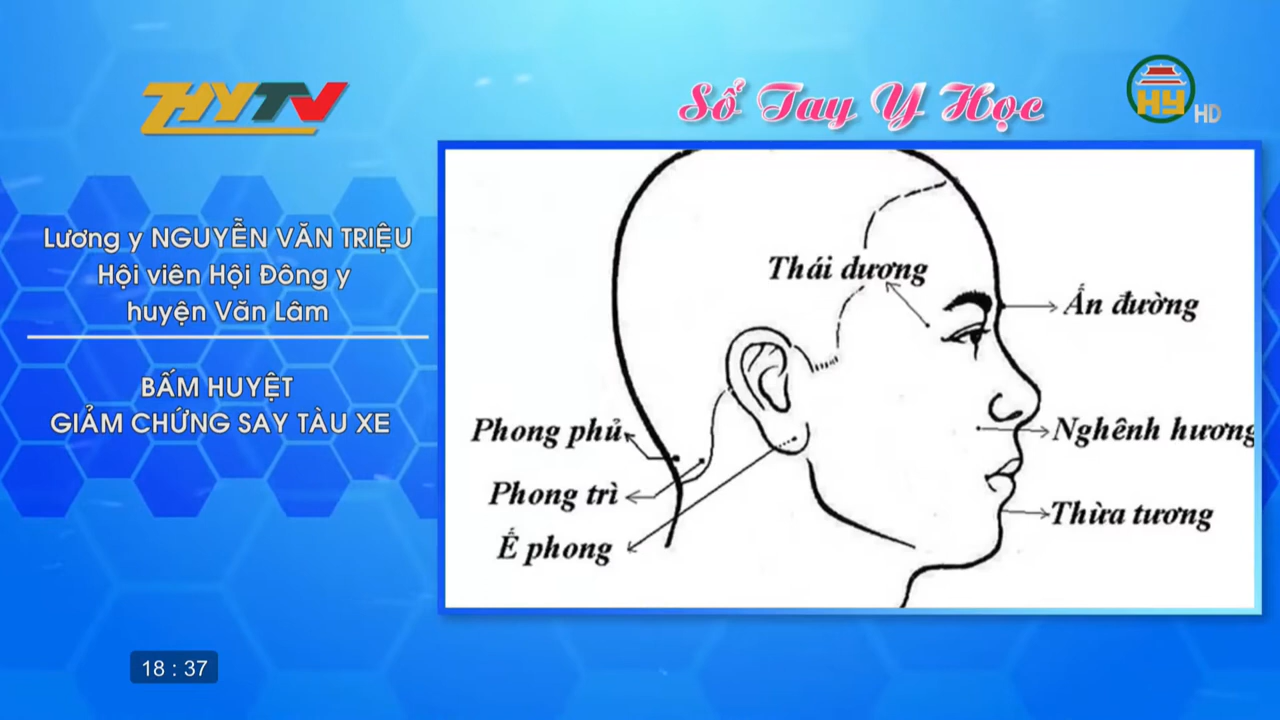 HYTV
Sổ Tay Y Học
HY HD
Lương y NGUYỄN VĂN TRIỆU
Hội viên Hội Đông y
huyện Văn Lâm
BẤM HUYỆT
GIẢM CHỨNG SAY TÀU XE
Thái dương
Ấn đường
Phong phủ
Nghênh hương
Phong trì
Thừa tương
Ế phong
18 : 37